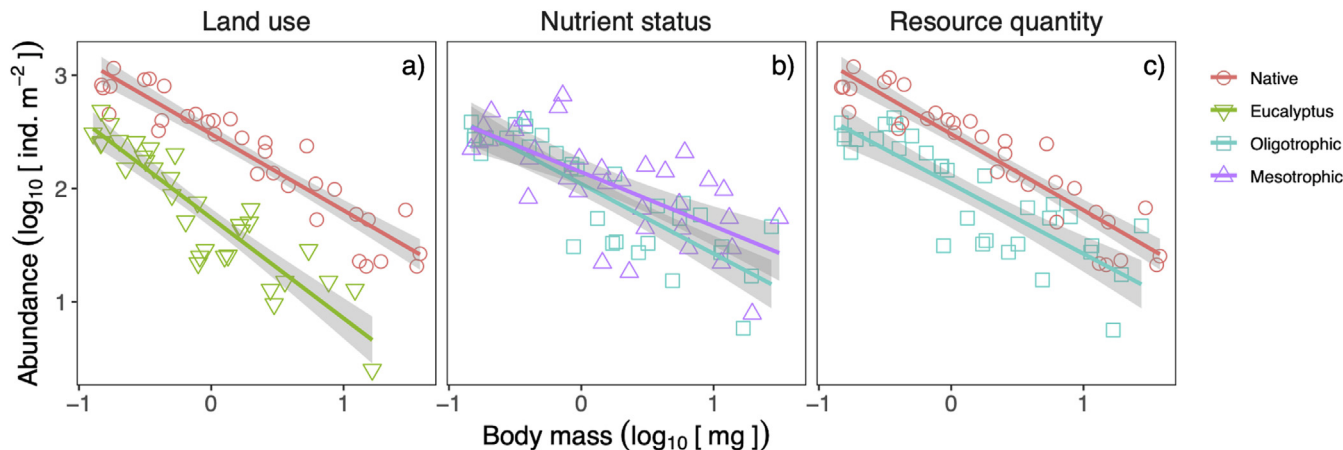 Land use
Nutrient status
Resource quantity
Abundance (log₁₀ [ ind. m⁻² ])
3
2
1
a)
b)
c)
−1 0 1
−1 0 1
−1 0 1
Body mass (log₁₀ [ mg ])
Native
Eucalyptus
Oligotrophic
Mesotrophic